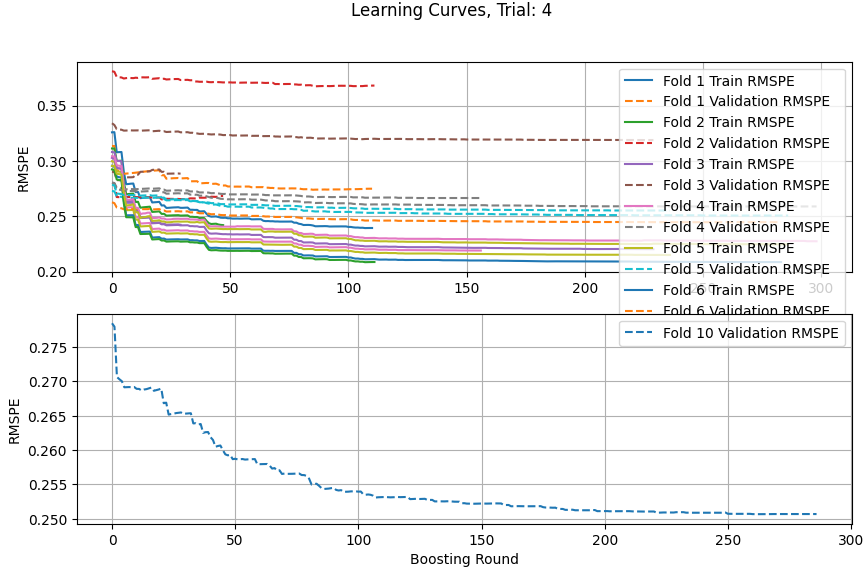 Learning Curves, Trial: 4
RMSPE
0.35
0.30
0.25
0.20
0
50
100
150
200
250
300
Fold 1 Train RMSPE
Fold 1 Validation RMSPE
Fold 2 Train RMSPE
Fold 2 Validation RMSPE
Fold 3 Train RMSPE
Fold 3 Validation RMSPE
Fold 4 Train RMSPE
Fold 4 Validation RMSPE
Fold 5 Train RMSPE
Fold 5 Validation RMSPE
Fold 6 Train RMSPE
Fold 6 Validation RMSPE
Fold 10 Validation RMSPE
RMSPE
0.275
0.270
0.265
0.260
0.255
0.250
0
50
100
150
200
250
300
Boosting Round